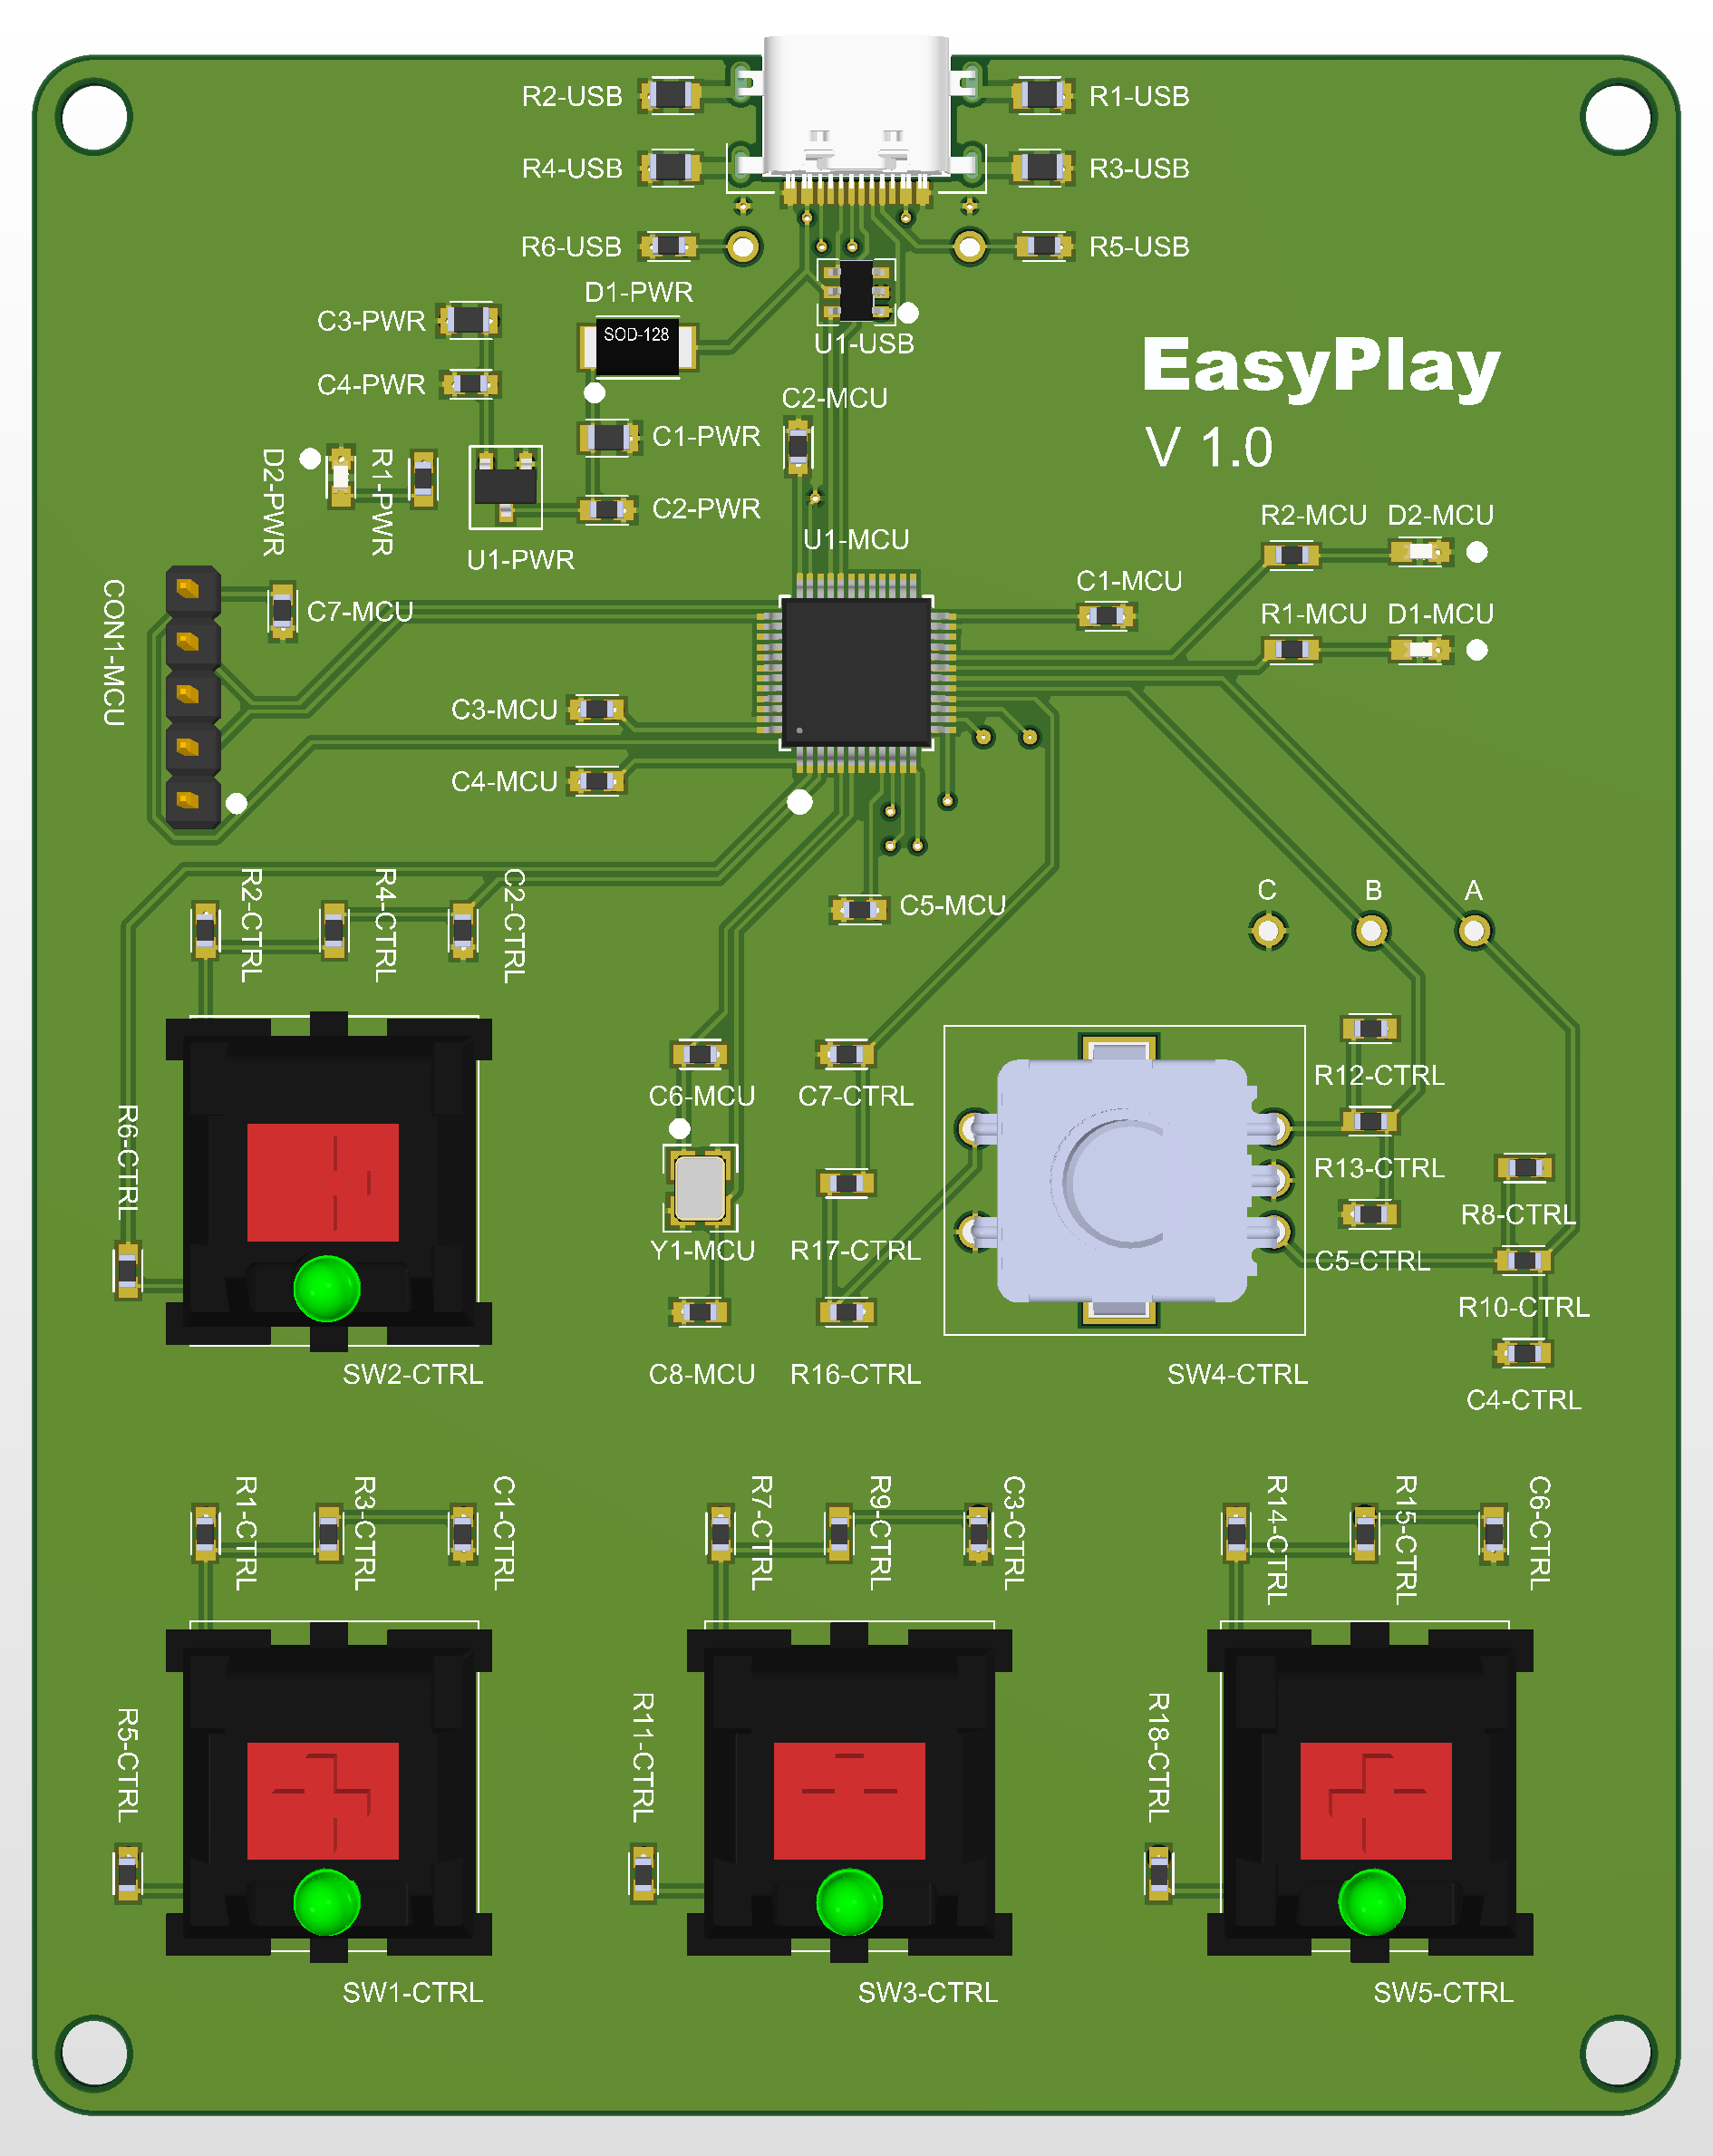 R2-USB
R1-USB
R4-USB
R3-USB
R6-USB
R5-USB
D1-PWR
SOD-128
C3-PWR
U1-USB
C4-PWR
EasyPlay
C2-MCU
V 1.0
C1-PWR
D2-PWR
R1-PWR
C2-PWR
R2-MCU
D2-MCU
U1-MCU
U1-PWR
C1-MCU
CON1-MCU
C7-MCU
R1-MCU
D1-MCU
C3-MCU
C4-MCU
R2-CTRL
R4-CTRL
C2-CTRL
C5-MCU
C
B
A
R12-CTRL
C6-MCU
C7-CTRL
R6-CTRL
R13-CTRL
R8-CTRL
Y1-MCU
R17-CTRL
C5-CTRL
R10-CTRL
SW2-CTRL
C8-MCU
R16-CTRL
SW4-CTRL
C4-CTRL
R1-CTRL
R3-CTRL
C1-CTRL
R7-CTRL
R9-CTRL
C3-CTRL
R14-CTRL
R15-CTRL
C6-CTRL
R5-CTRL
R11-CTRL
R18-CTRL
SW1-CTRL
SW3-CTRL
SW5-CTRL